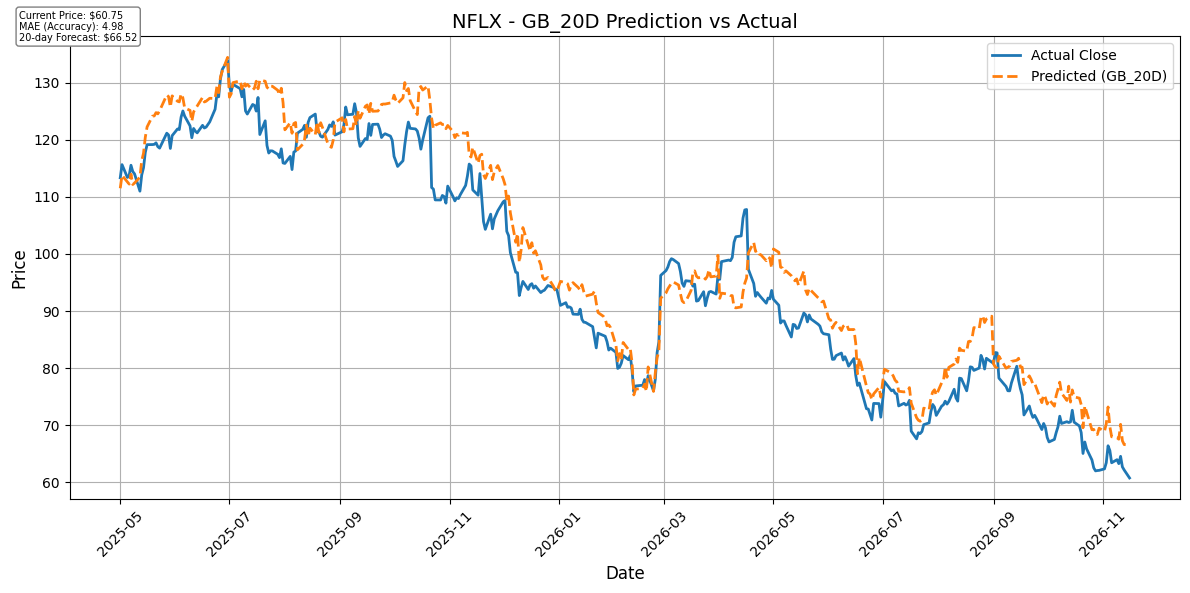 Current Price: $60.75
MAE (Accuracy): 4.98
20-day Forecast: $66.52
NFLX - GB_20D Prediction vs Actual
Actual Close
Predicted (GB_20D)
Price
130
120
110
100
90
80
70
60
2025-05
2025-07
2025-09
2025-11
2026-01
2026-03
2026-05
2026-07
2026-09
2026-11
Date